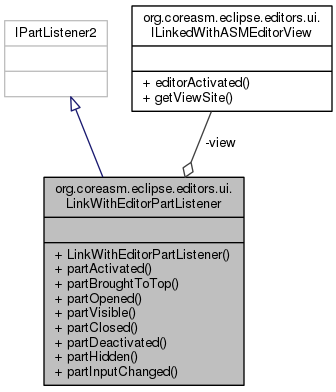 IPartListener2
org.coreasm.eclipse.editors.ui.
ILinkedWithASMEditorView
+ editorActivated()
+ getViewSite()
-view
org.coreasm.eclipse.editors.ui.
LinkWithEditorPartListener
+ LinkWithEditorPartListener()
+ partActivated()
+ partBroughtToTop()
+ partOpened()
+ partVisible()
+ partClosed()
+ partDeactivated()
+ partHidden()
+ partInputChanged()